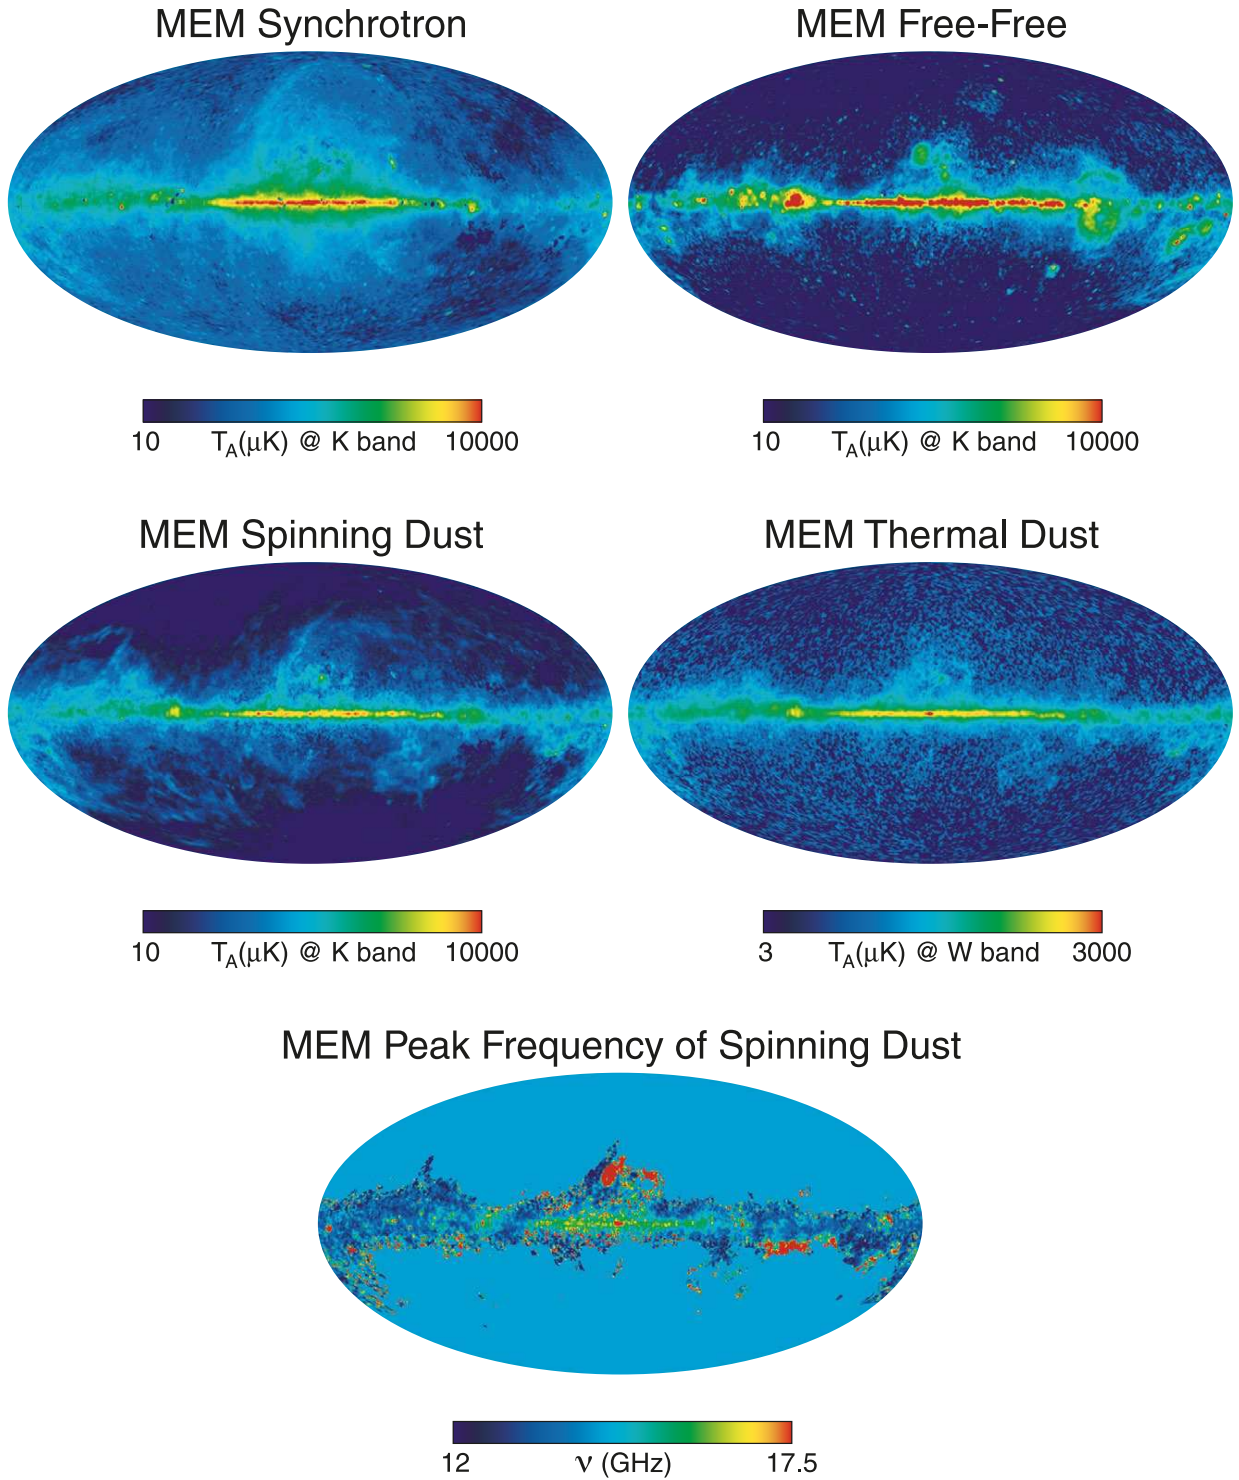 MEM Synchrotron
MEM Free-Free
10 T_A(μK) @ K band 10000
10 T_A(μK) @ K band 10000
MEM Spinning Dust
MEM Thermal Dust
10 T_A(μK) @ K band 10000
3 T_A(μK) @ W band 3000
MEM Peak Frequency of Spinning Dust
12 ν (GHz) 17.5